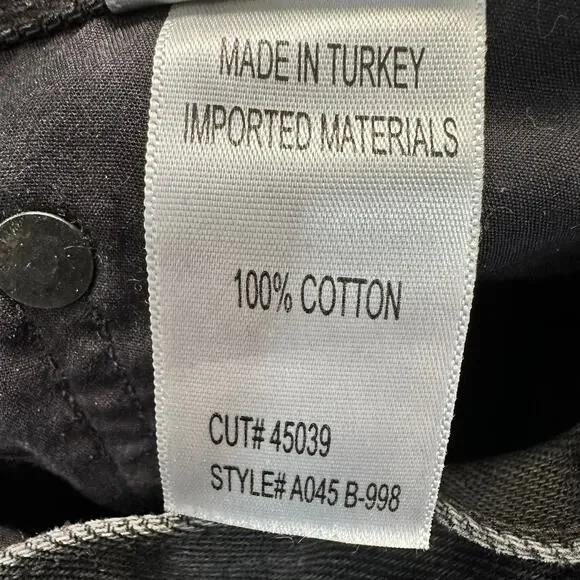 MADE IN TURKEY
IMPORTED MATERIALS
100% COTTON
CUT# 45039
STYLE# A045 B-998